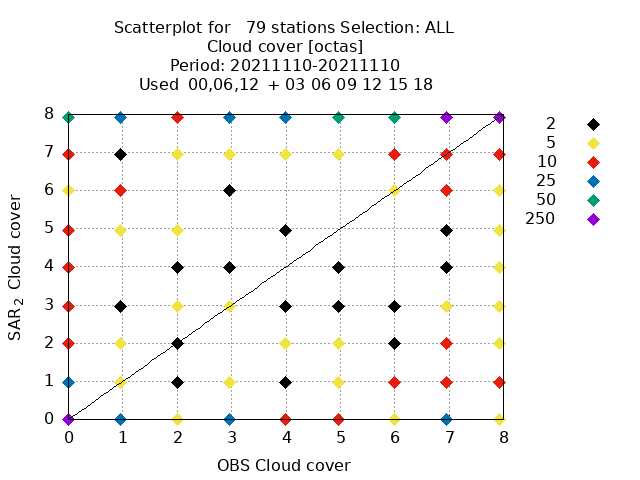 Scatterplot for   79 stations Selection: ALL
Cloud cover [octas]
Period: 20211110-20211110
Used  00,06,12  + 03 06 09 12 15 18
8
7
6
5
4
3
2
1
0
0 1 2 3 4 5 6 7 8
SAR2 Cloud cover
OBS Cloud cover
2
5
10
25
50
250